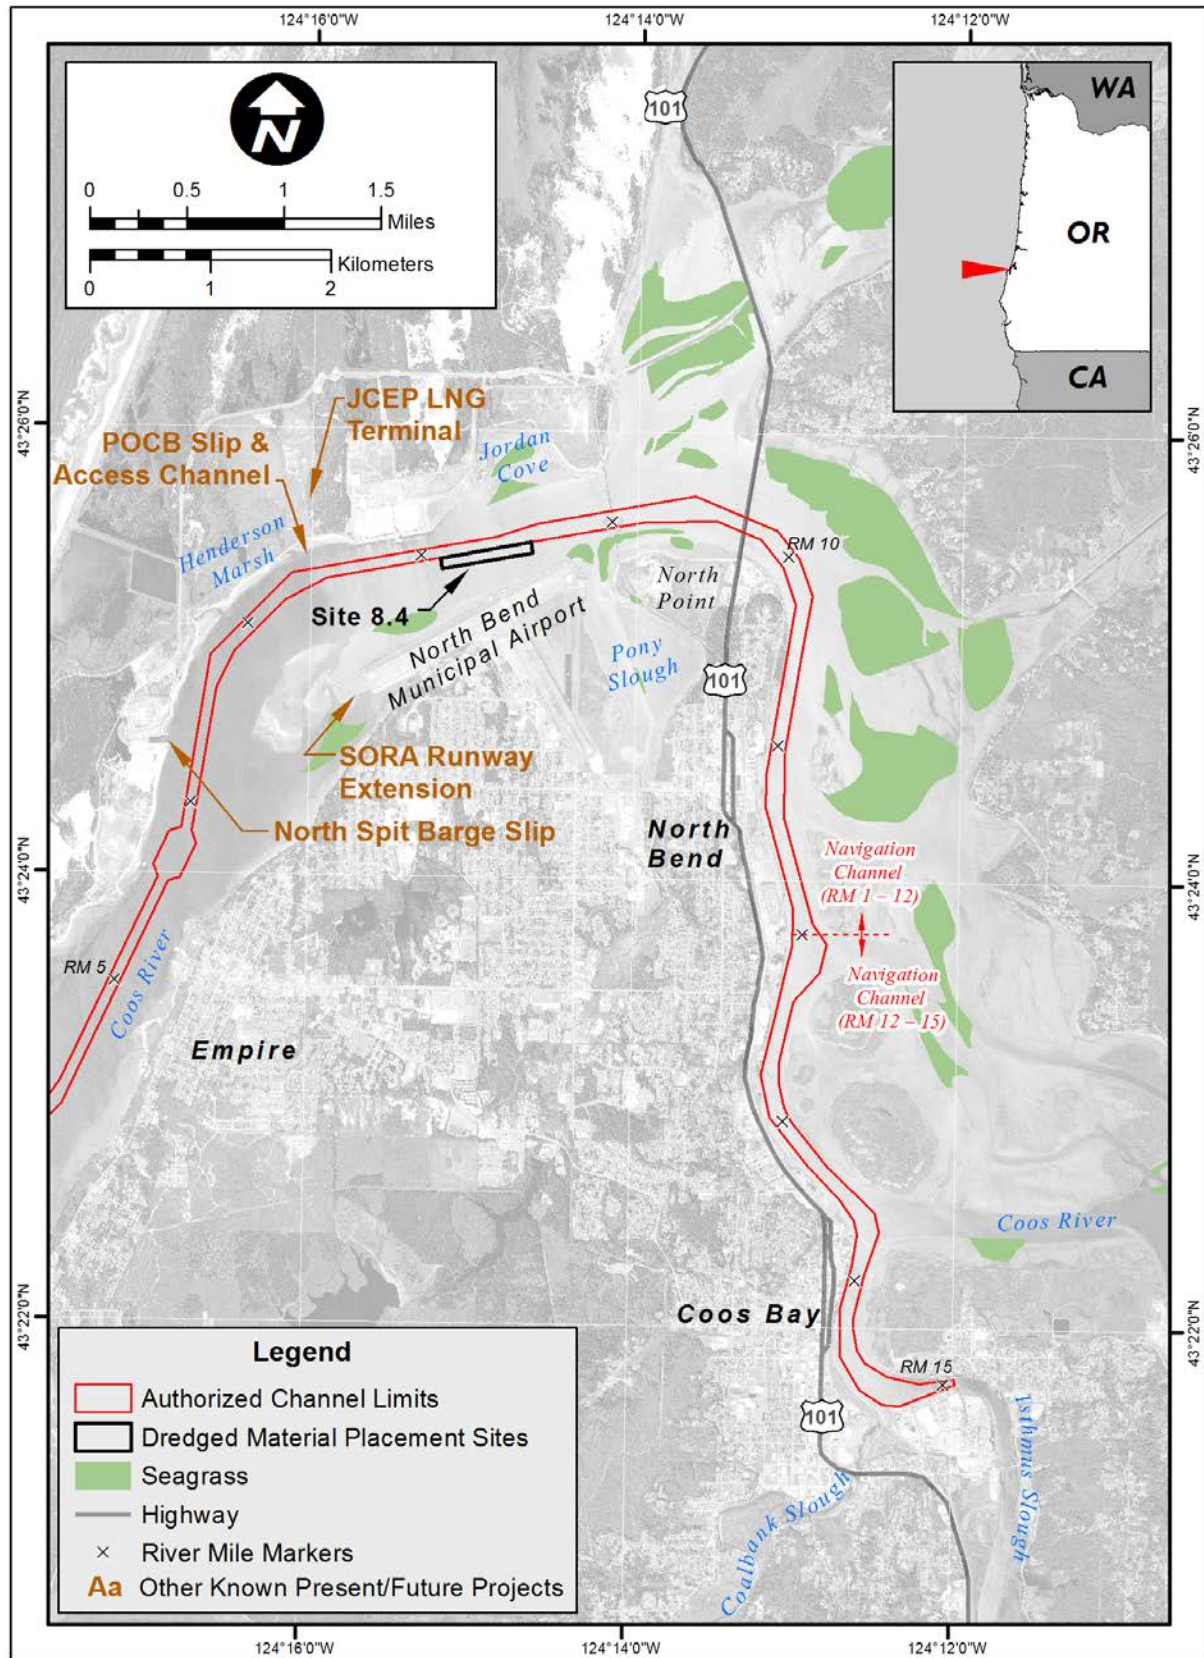 124°16'0"W
124°14'0"W
124°12'0"W
N
0
0.5
1
1.5
Miles
Kilometers
0
1
2
101
WA
OR
CA
43°26'0"N
43°26'0"N
JCEP LNG
Terminal
POCB Slip &
Access Channel
Jordan
Cove
Henderson
Marsh
RM 10
North
Point
Site 8.4
North Bend
Municipal Airport
Pony
Slough
101
SORA Runway
Extension
North Spit Barge Slip
North
Bend
Navigation
Channel
(RM 1 – 12)
43°24'0"N
43°24'0"N
Navigation
Channel
(RM 12 – 15)
RM 5
Coos River
Empire
Coos River
43°22'0"N
43°22'0"N
Coos Bay
RM 15
101
Isthmus Slough
Coalbank Slough
Legend
Authorized Channel Limits
Dredged Material Placement Sites
Seagrass
Highway
River Mile Markers
Aa Other Known Present/Future Projects
124°16'0"W
124°14'0"W
124°12'0"W